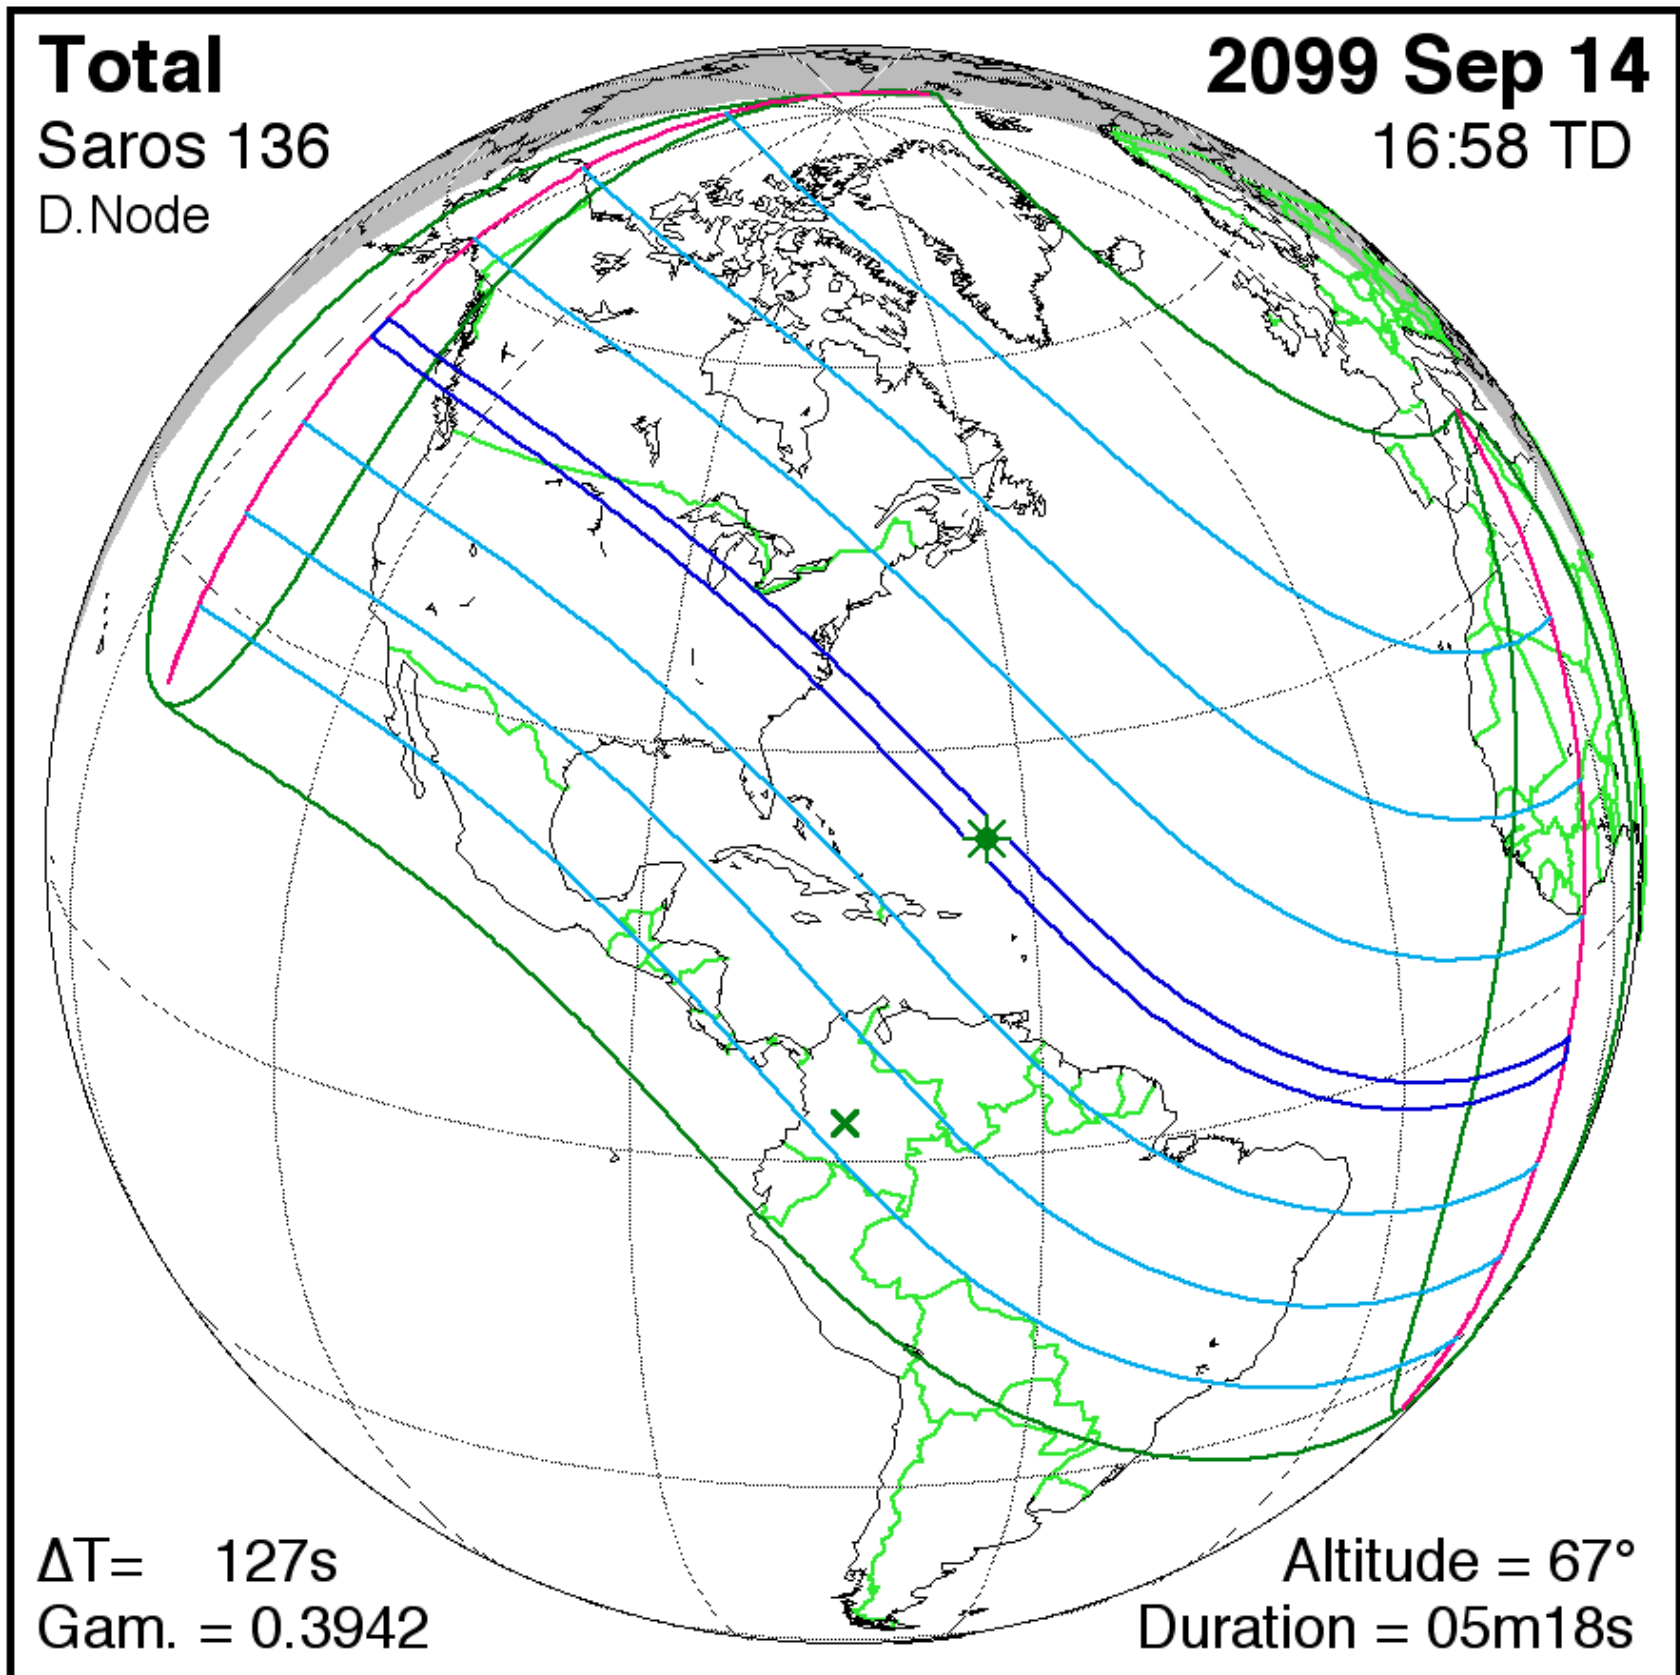 Total
Saros 136
D.Node
2099 Sep 14
16:58 TD
ΔT= 127s
Gam. = 0.3942
Altitude = 67°
Duration = 05m18s